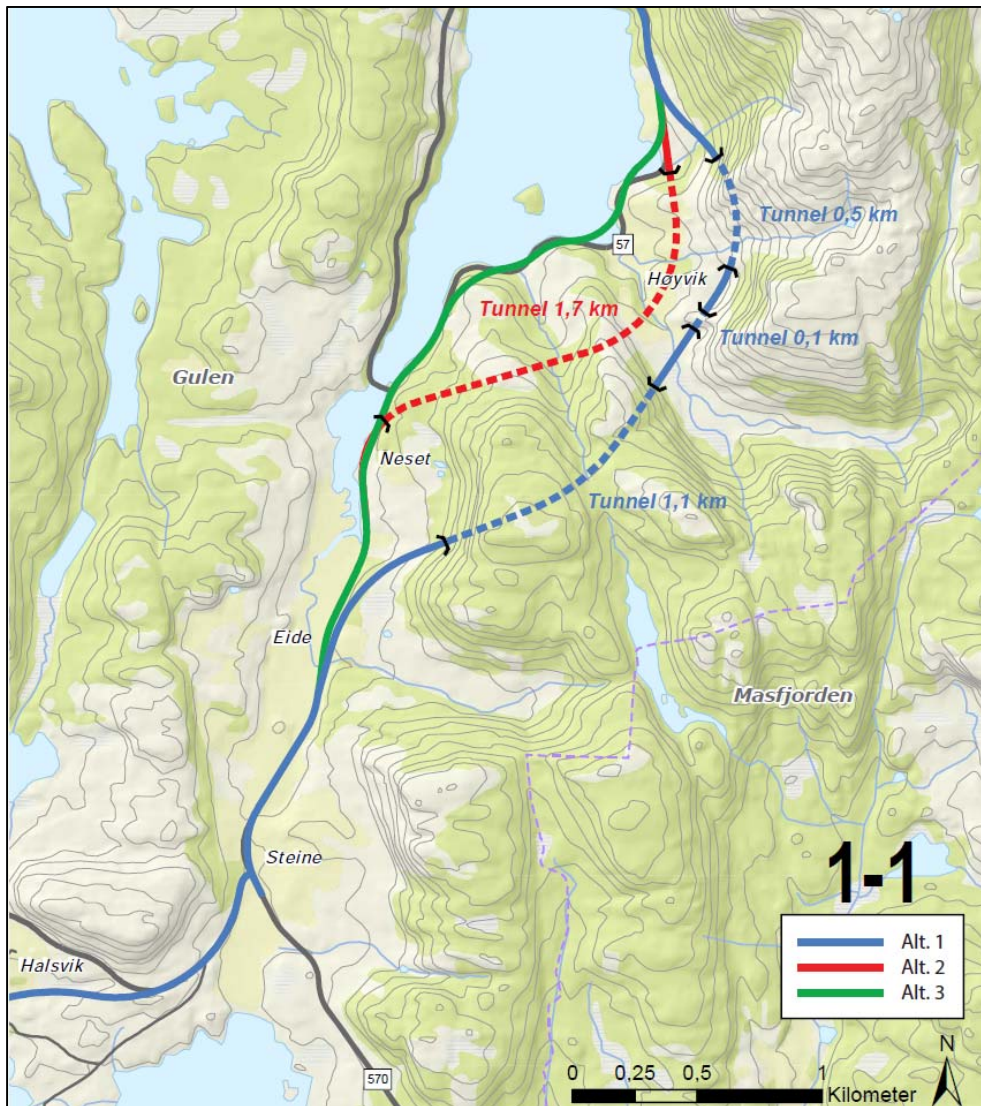 Tunnel 0,5 km
57
Høyvik
Tunnel 1,7 km
Tunnel 0,1 km
Gulen
Neset
Tunnel 1,1 km
Eide
Masfjorden
Steine
1-1
Alt. 1
Alt. 2
Alt. 3
Halsvik
N
570
0 0,25 0,5 1
Kilometer